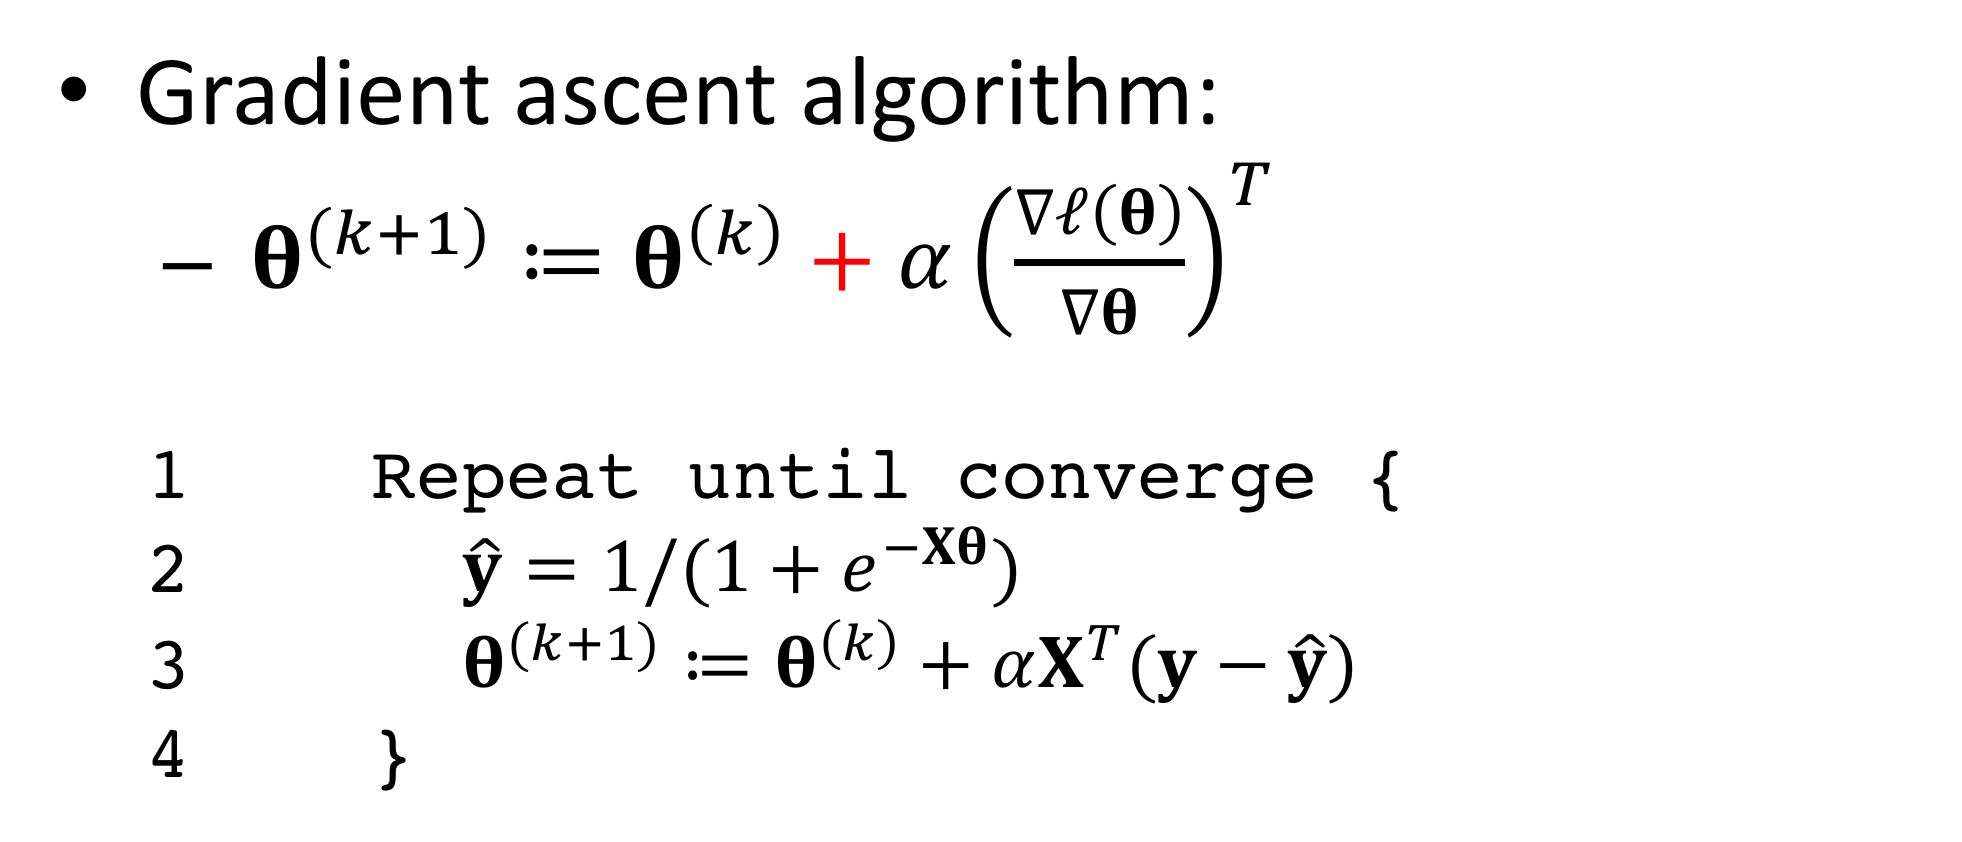 • Gradient ascent algorithm:
– 𝛉^(k+1) ≔ 𝛉^(k) + α (∇ℓ(𝛉) / ∇𝛉)^T
1 Repeat until converge {
2 𝐲̂ = 1/(1 + e^−𝐗𝛉)
3 𝛉^(k+1) ≔ 𝛉^(k) + α𝐗^T(𝐲 − 𝐲̂)
4 }